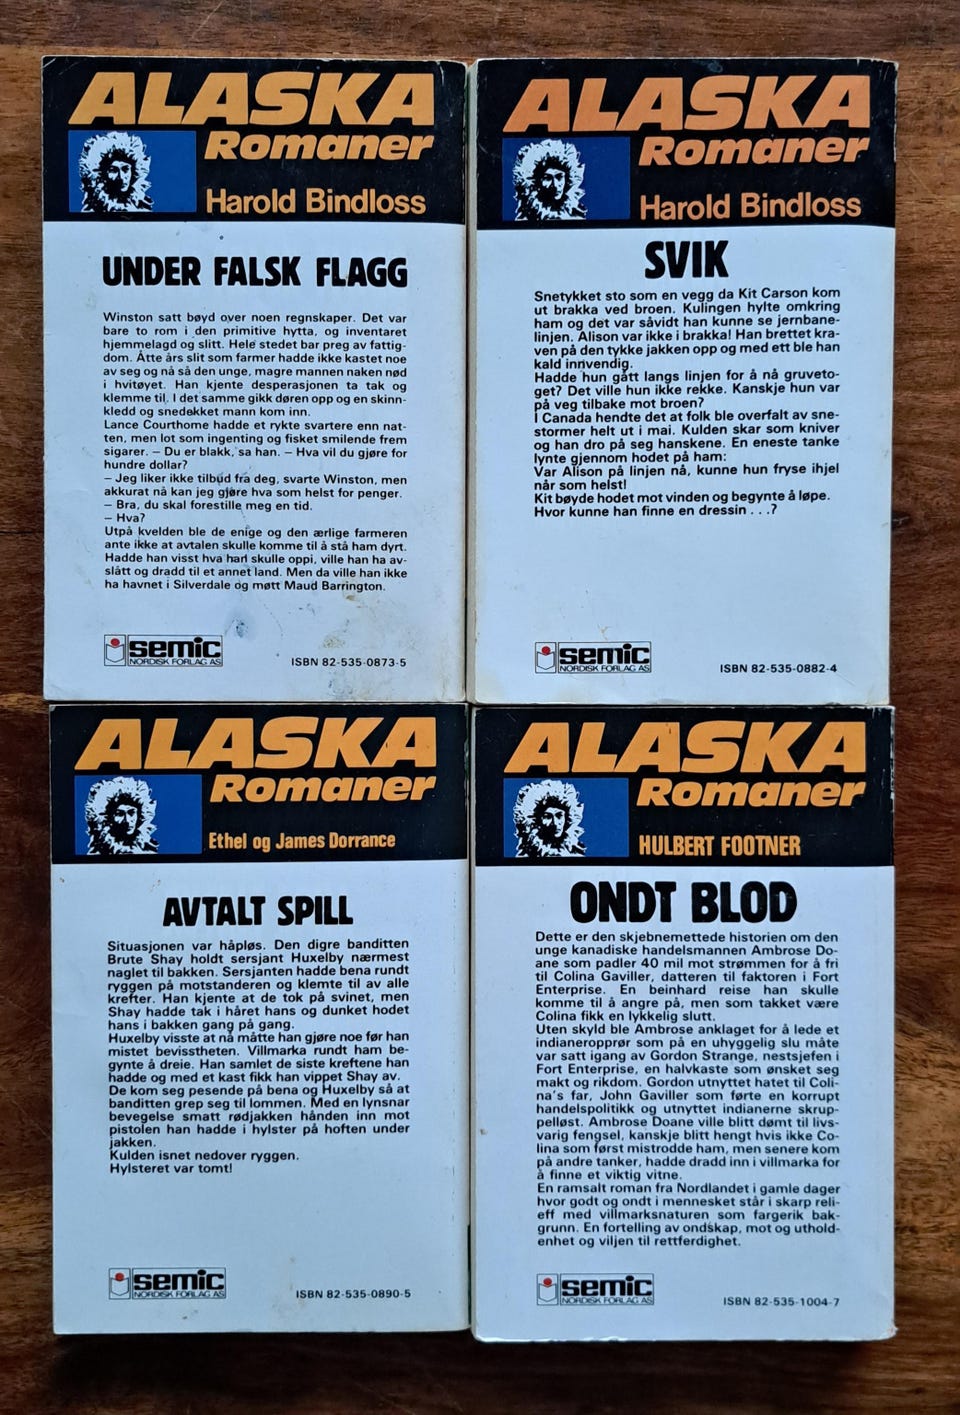 ALASKA
Romaner
Harold Bindloss
UNDER FALSK FLAGG
Winston satt bøyd over noen regnskaper. Det var
bare to rom i den primitive hytta, og inventaret
hjemmelagd og slitt. Hele stedet bar preg av fattig-
dom. Åtte års slit som farmer hadde ikke kastet noe
av seg og nå så den unge, magre mannen naken nød
i hvitøyet. Han kjente desperasjonen ta tak og
klemme til. I det samme gikk døren opp og en skinn-
kledd og snedekket mann kom inn.
Lance Courthome hadde et rykte svartere enn nat-
ten, men lot som ingenting og fisket smilende frem
sigarer. – Du er blakk, sa han. – Hva vil du gjøre for
hundre dollar?
– Jeg liker ikke tilbud fra deg, svarte Winston, men
akkurat nå kan jeg gjøre hva som helst for penger.
– Bra, du skal forestille meg en tid.
– Hva?
Utpå kvelden ble de enige og den ærlige farmeren
ante ikke at avtalen skulle komme til å stå ham dyrt.
Hadde han visst hva han skulle oppi, ville han ha av-
slått og dradd til et annet land. Men da ville han ikke
ha havnet i Silverdale og møtt Maud Barrington.
semic
NORDISK FORLAG AS
ISBN 82-535-0873-5
ALASKA
Romaner
Harold Bindloss
SVIK
Snetykket sto som en vegg da Kit Carson kom
ut brakka ved broen. Kulingen hylte omkring
ham og det var såvidt han kunne se jernbane-
linjen. Alison var ikke i brakka! Han brettet kra-
ven på den tykke jakken opp og med ett ble han
kald innvendig.
Hadde hun gått langs linjen for å nå gruveto-
get? Det ville hun ikke rekke. Kanskje hun var
på veg tilbake mot broen?
I Canada hendte det at folk ble overfalt av sne-
stormer helt ut i mai. Kulden skar som kniver
og han dro på seg hanskene. En eneste tanke
lynte gjennom hodet på ham:
Var Alison på linjen nå, kunne hun fryse ihjel
når som helst!
Kit bøyde hodet mot vinden og begynte å løpe.
Hvor kunne han finne en dressin . . .?
semic
NORDISK FORLAG AS
ISBN 82-535-0882-4
ALASKA
Romaner
Ethel og James Dorrance
AVTALT SPILL
Situasjonen var håpløs. Den digre banditten
Brute Shay holdt sersjant Huxelby nærmest
naglet til bakken. Sersjanten hadde bena rundt
ryggen på motstanderen og klemte til av alle
krefter. Han kjente at de tok på svinet, men
Shay hadde tak i håret hans og dunket hodet
hans i bakken gang på gang.
Huxelby visste at nå måtte han gjøre noe før han
mistet bevisstheten. Villmarka rundt ham be-
gynte å dreie. Han samlet de siste kreftene han
hadde og med et kast fikk han vippet Shay av.
De kom seg pesende på bena og Huxelby så at
banditten grep seg til lommen. Med en lynsnar
bevegelse smatt rødjakken hånden inn mot
pistolen han hadde i hylster på hoften under
jakken.
Kulden isnet nedover ryggen.
Hylsteret var tomt!
semic
NORDISK FORLAG AS
ISBN 82-535-0890-5
ALASKA
Romaner
HULBERT FOOTNER
ONDT BLOD
Dette er den skjebnemettede historien om den
unge kanadiske handelsmannen Ambrose Do-
ane som padler 40 mil mot strømmen for å fri
til Colina Gaviller, datteren til faktoren i Fort
Enterprise. En beinhard reise han skulle
komme til å angre på, men som takket være
Colina fikk en lykkelig slutt.
Uten skyld ble Ambrose anklaget for å lede et
indianeropprør som på en uhyggelig slu måte
var satt igang av Gordon Strange, nestsjefen i
Fort Enterprise, en halvkaste som ønsket seg
makt og rikdom. Gordon utnyttet hatet til Coli-
na's far, John Gaviller som førte en korrupt
handelspolitikk og utnyttet indianerne skrup-
pelløst. Ambrose Doane ville blitt dømt til livs-
varig fengsel, kanskje blitt hengt hvis ikke Co-
lina som først mistrodde ham, men senere kom
på andre tanker, hadde dradd inn i villmarka for
å finne et viktig vitne.
En ramsalt roman fra Nordlandet i gamle dager
hvor godt og ondt i mennesket står i skarp reli-
eff med villmarksnaturen som fargerik bak-
grunn. En fortelling av ondskap, mot og uthold-
enhet og viljen til rettferdighet.
semic
NORDISK FORLAG AS
ISBN 82-535-1004-7